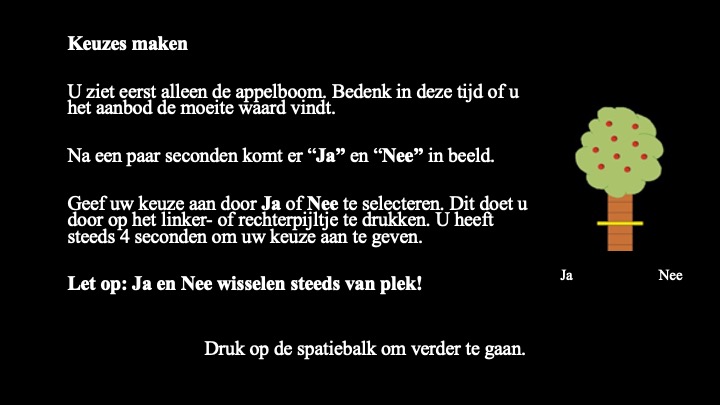 Keuzes maken
U ziet eerst alleen de appelboom. Bedenk in deze tijd of u
het aanbod de moeite waard vindt.
Na een paar seconden komt er “Ja” en “Nee” in beeld.
Geef uw keuze aan door Ja of Nee te selecteren. Dit doet u
door op het linker- of rechterpijltje te drukken. U heeft
steeds 4 seconden om uw keuze aan te geven.
Let op: Ja en Nee wisselen steeds van plek!
Ja Nee
Druk op de spatiebalk om verder te gaan.